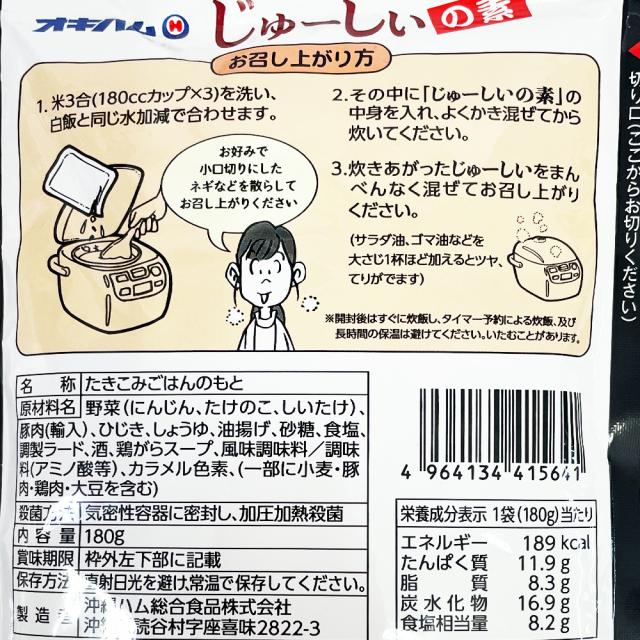 オキハム
じゅーしぃの素
お召し上がり方
1.米3合(180ccカップ×3)を洗い、
白飯と同じ水加減で合わせます。
お好みで
小口切りにした
ネギなどを散らして
お召し上がりください
2.その中に「じゅーしいの素」の
中身を入れ、よくかき混ぜてから
炊いてください。
3.炊きあがったじゅーしいをまん
べんなく混ぜてお召し上がり
ください。
(サラダ油、ゴマ油などを
大さじ1杯ほど加えるとツヤ、
てりがでます)
※開封後はすぐに炊飯し、タイマー予約による炊飯、及び
長時間の保温は避けてください。いたむことがあります。
切り口(ここからお切りください)
名称 たきこみごはんのもと
原材料名 野菜(にんじん、たけのこ、しいたけ)、
豚肉(輸入)、ひじき、しょうゆ、油揚げ、砂糖、食塩、
調製ラード、酒、鶏がらスープ、風味調味料/調味
料(アミノ酸等)、カラメル色素、(一部に小麦・豚
肉・鶏肉・大豆を含む)
殺菌方法 気密性容器に密封し、加圧加熱殺菌
内容量 180g
賞味期限 枠外左下部に記載
保存方法 直射日光を避け常温で保存してください。
製造者 沖縄ハム総合食品株式会社
沖縄 読谷村字座喜味2822-3
4 964134 415641
栄養成分表示 1袋(180g)当たり
エネルギー 189 kcal
たんぱく質 11.9 g
脂質 8.3 g
炭水化物 16.9 g
食塩相当量 8.2 g